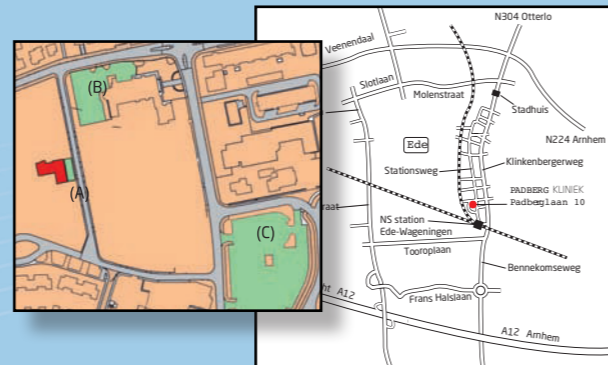 (B)
(A)
(C)
N304 Otterlo
Veenendaal
Slotlaan
Molenstraat
Stadhuis
N224 Arnhem
Ede
Klinkenbergerweg
Stationsweg
PADBERG KLINIEK
Padberglaan 10
raat
NS station
Ede-Wageningen
Tooroplaan
Bennekomseweg
Frans Halslaan
ht A12
A12 Arnhem